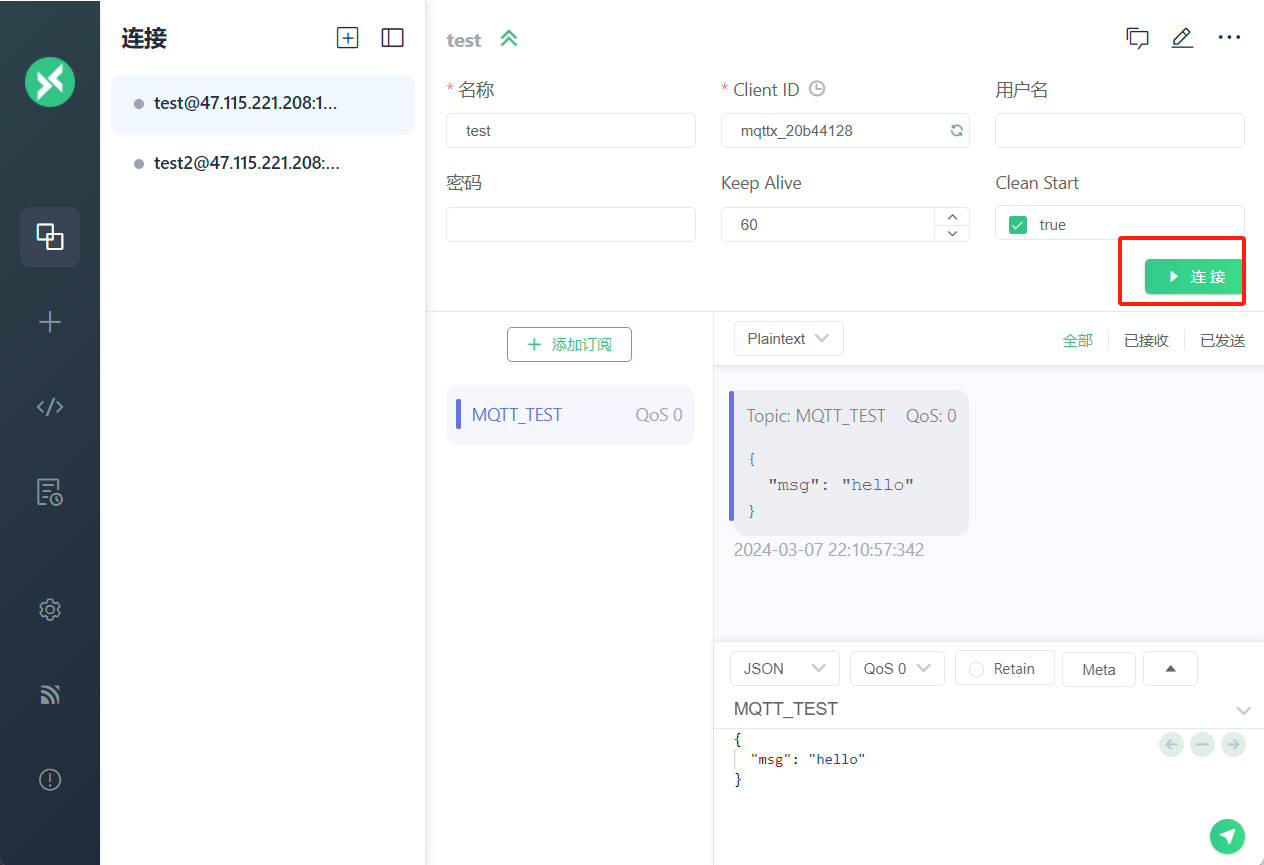 连接
test@47.115.221.208:1...
test2@47.115.221.208:...
test
* 名称
* Client ID
用户名
test
mqttx_20b44128
密码
Keep Alive
Clean Start
60
true
连 接
添加订阅
MQTT_TEST QoS 0
Plaintext
全部
已接收
已发送
Topic: MQTT_TEST QoS: 0
{
"msg": "hello"
}
2024-03-07 22:10:57:342
JSON
QoS 0
Retain
Meta
MQTT_TEST
{
"msg": "hello"
}